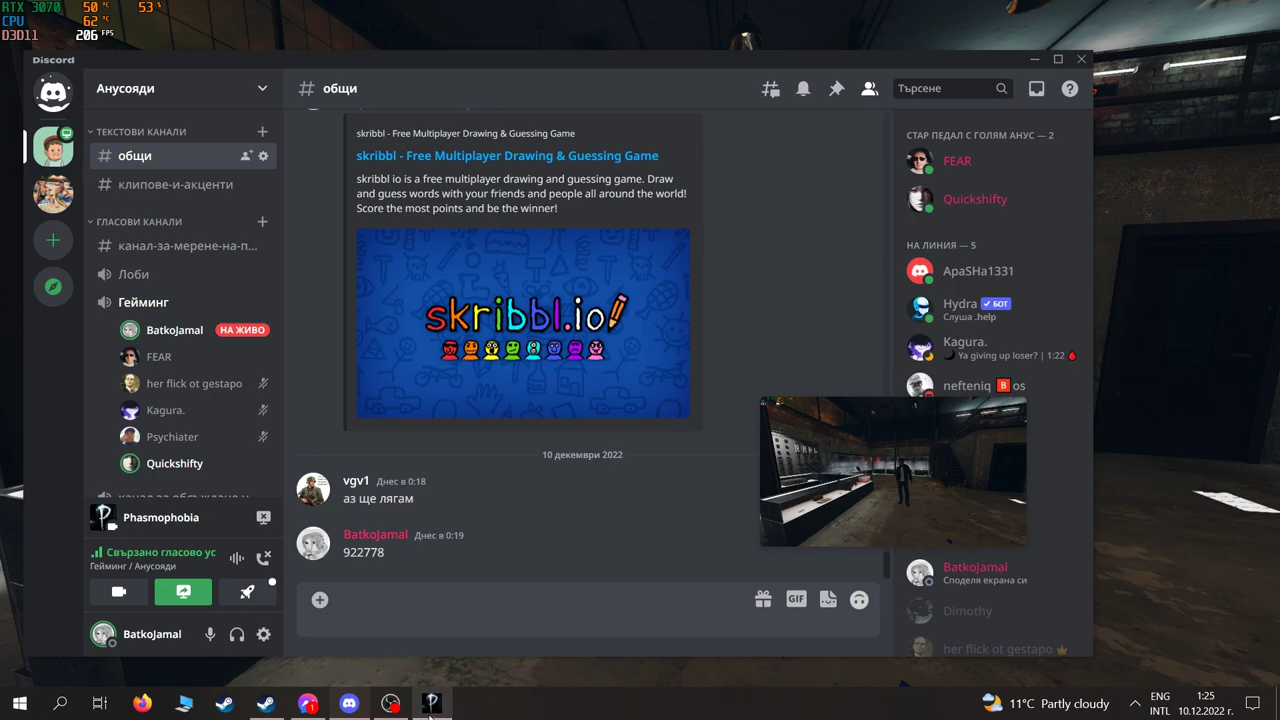 RTX 3070 50 °C 53 %
CPU 62 °C
D3D11 206 FPS
Discord
Анусояди
# общи
Търсене
ТЕКСТОВИ КАНАЛИ
общи
клипове-и-акценти
ГЛАСОВИ КАНАЛИ
канал-за-мерене-на-п...
Лоби
Гейминг
BatkoJamal НА ЖИВО
FEAR
her flick ot gestapo
Kagura.
Psychiater
Quickshifty
Phasmophobia
Свързано гласово ус
Гейминг / Анусояди
BatkoJamal
skribbl - Free Multiplayer Drawing & Guessing Game
skribbl - Free Multiplayer Drawing & Guessing Game
skribbl io is a free multiplayer drawing and guessing game. Draw
and guess words with your friends and people all around the world!
Score the most points and be the winner!
skribbl.io
10 декември 2022
vgv1 Днес в 0:18
аз ще лягам
BatkoJamal Днес в 0:19
922778
GIF
СТАР ПЕДАЛ С ГОЛЯМ АНУС — 2
FEAR
Quickshifty
НА ЛИНИЯ — 5
ApaSHa1331
Hydra БОТ
Слуша .help
Kagura.
Ya giving up loser? | 1:22
nefteniq B os
BatkoJamal
Споделя екрана си
Dimothy
her flick ot gestapo
1
11°C Partly cloudy
ENG
INTL
1:25
10.12.2022 г.